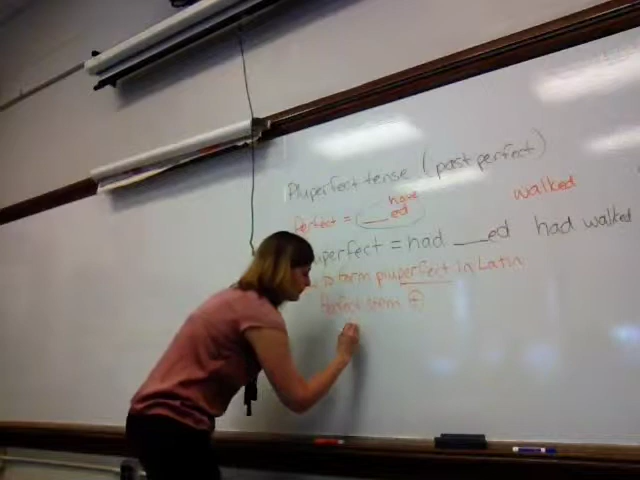 Pluperfect tense (past perfect)
have
perfect = ___ed walked
uperfect = had ___ed had walked
to form pluperfect in Latin
Perfect stem +